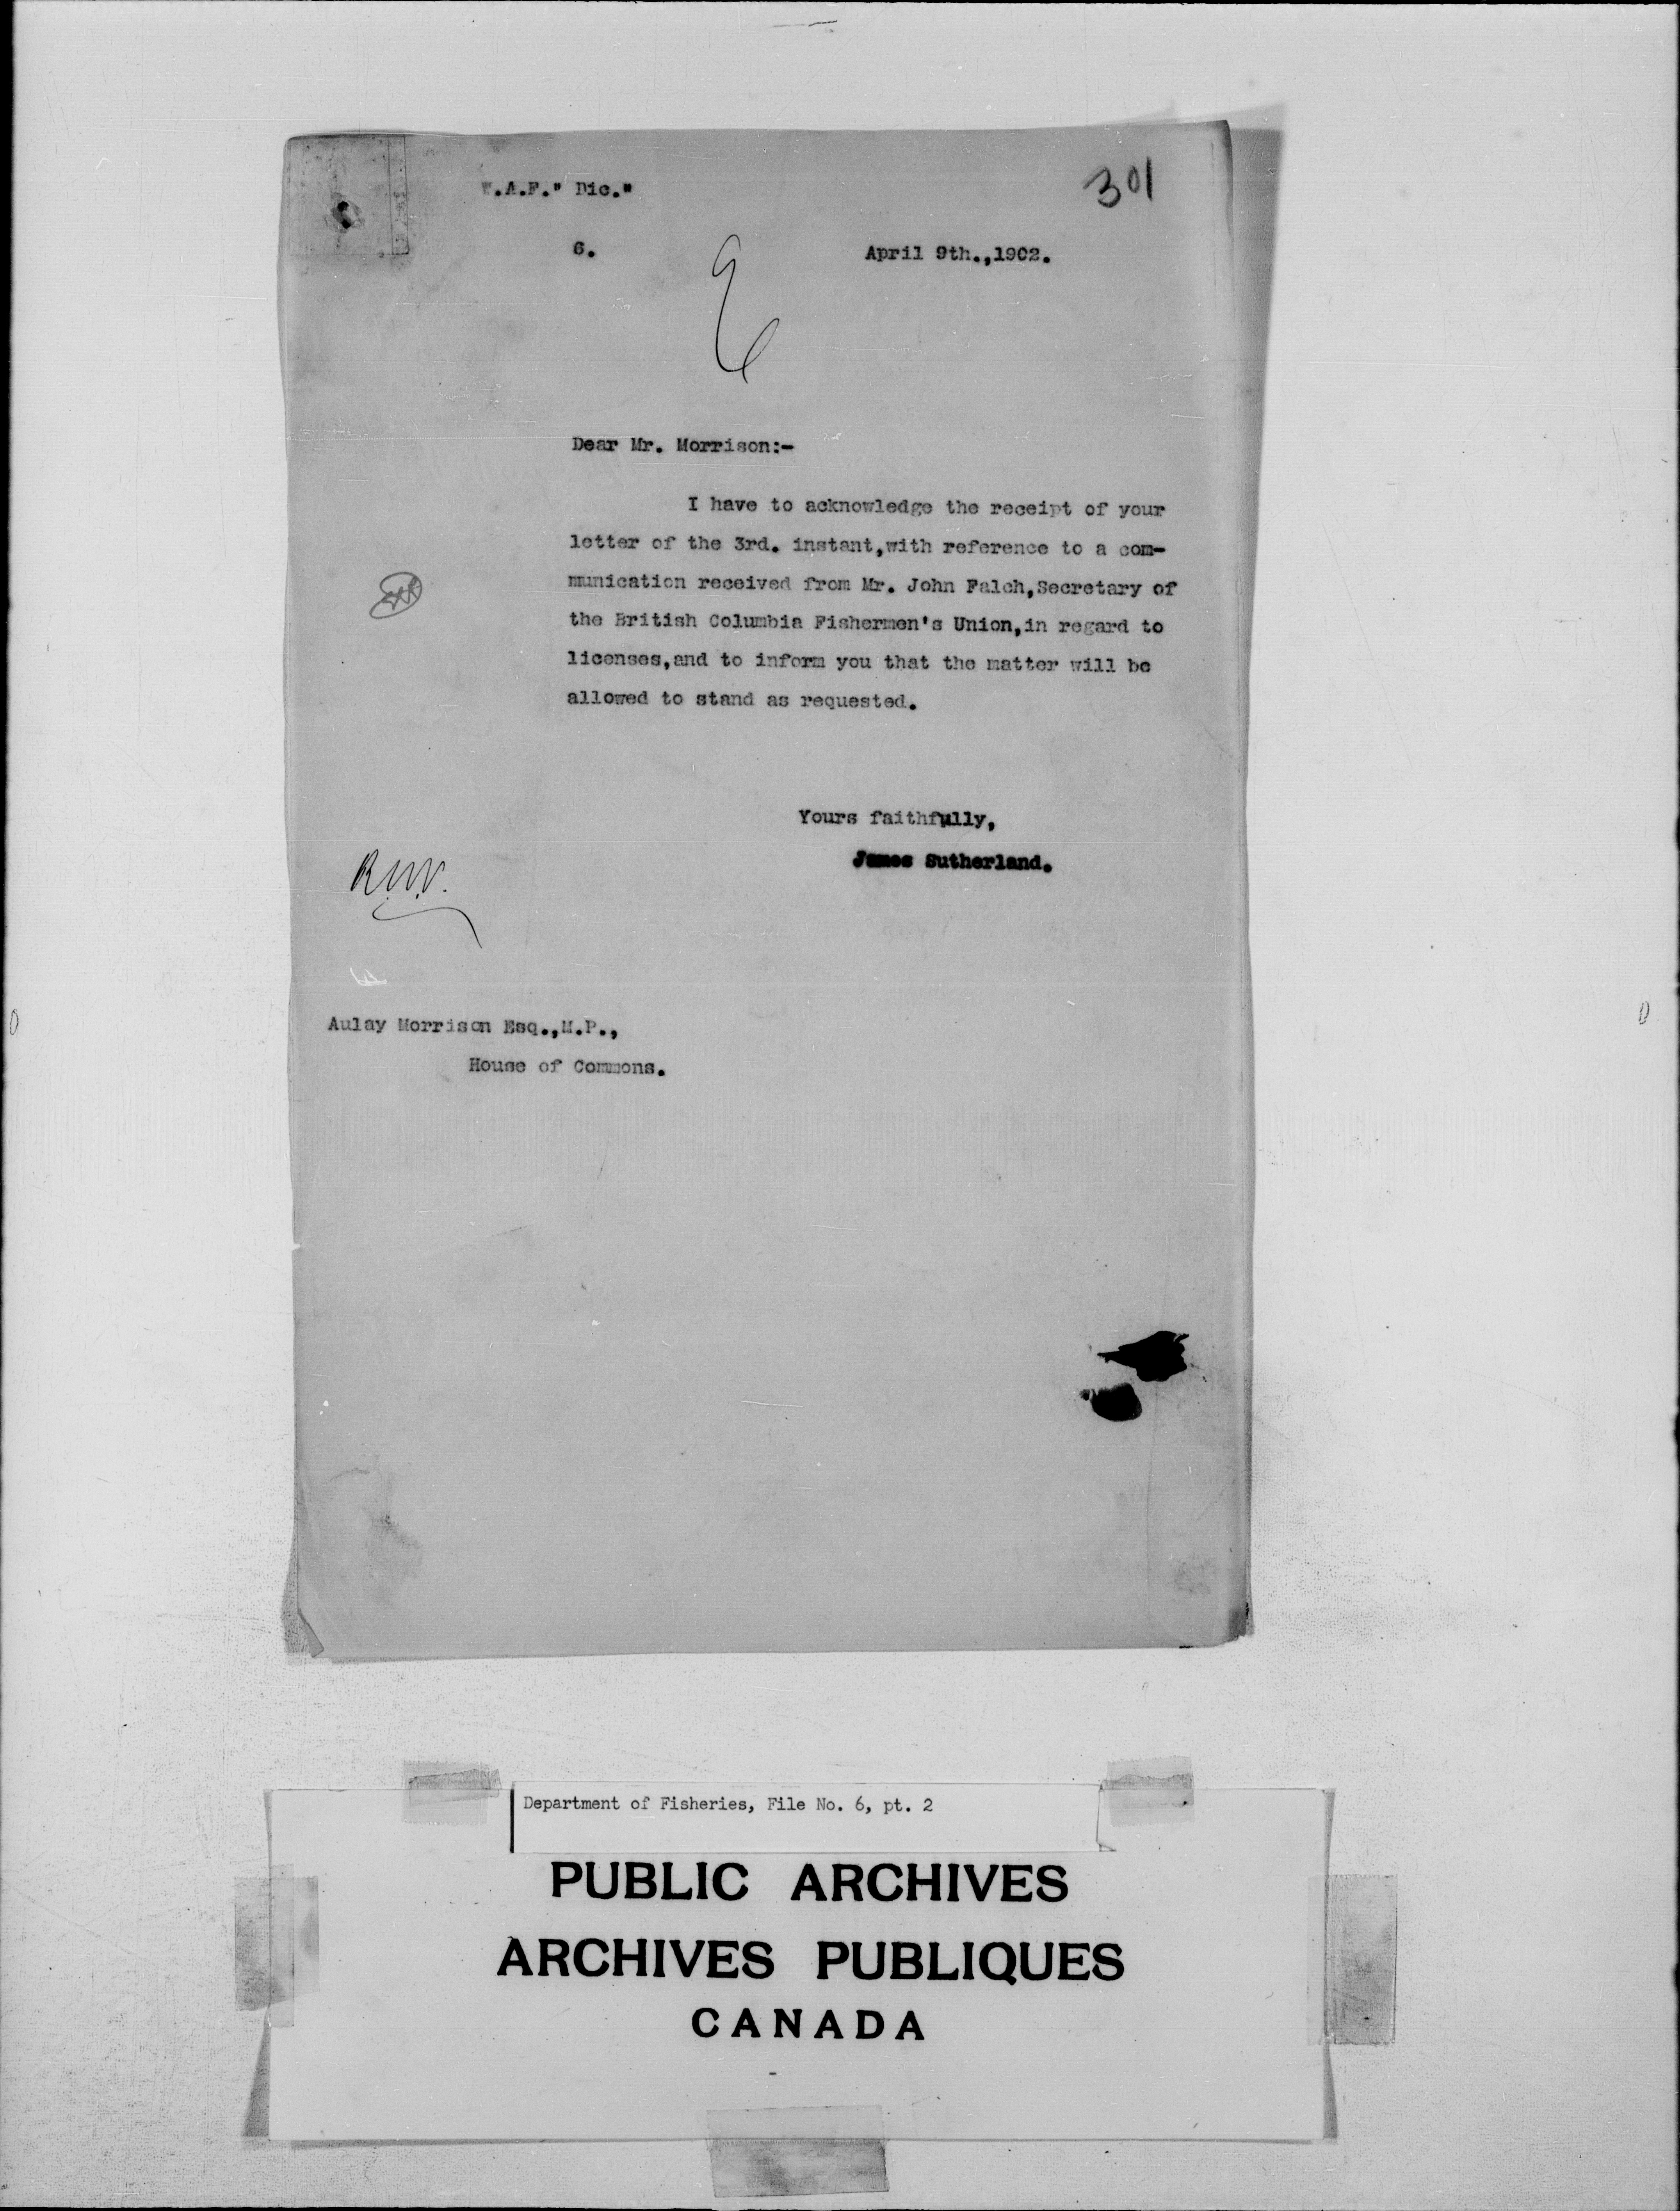 W.A.F." Dic."
301
6.
April 9th.,1902.
6
Dear Mr. Morrison:-
I have to acknowledge the receipt of your
letter of the 3rd. instant,with reference to a com-
munication received from Mr. John Falch,Secretary of
the British Columbia Fishermen's Union,in regard to
licenses,and to inform you that the matter will be
allowed to stand as requested.
Yours faithfully,
James Sutherland.
Aulay Morrison Esq.,M.P.,
House of Commons.
Department of Fisheries, File No. 6, pt. 2
PUBLIC ARCHIVES
ARCHIVES PUBLIQUES
CANADA